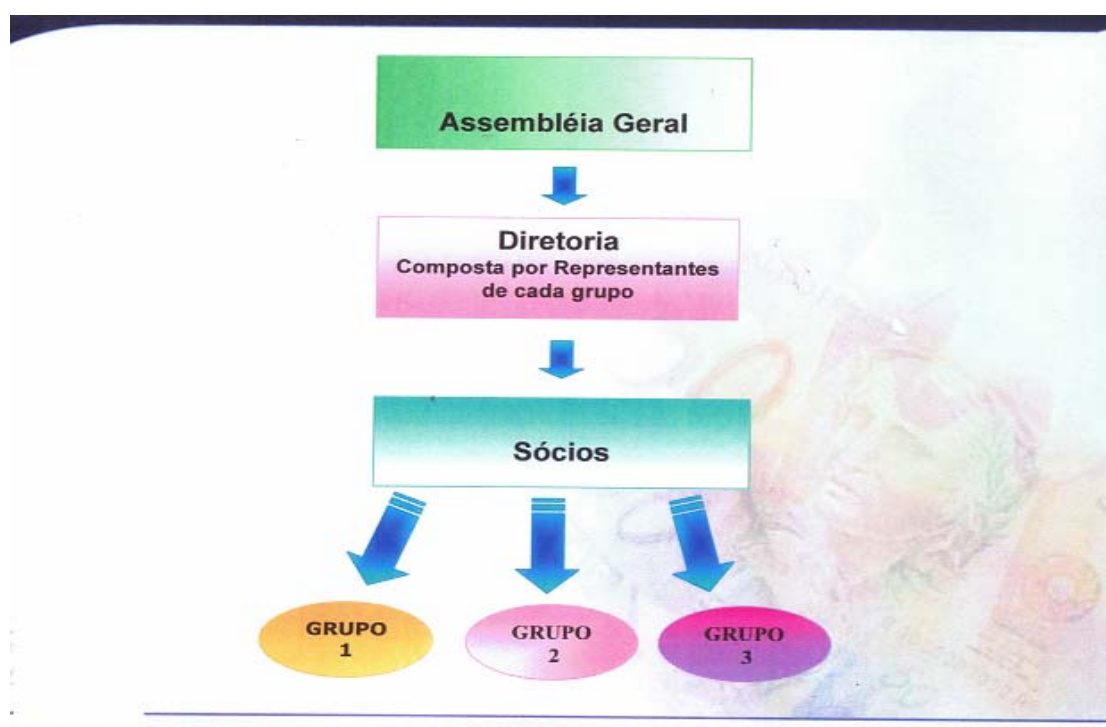 Assembléia Geral
Diretoria
Composta por Representantes
de cada grupo
Sócios
GRUPO
1
GRUPO
2
GRUPO
3